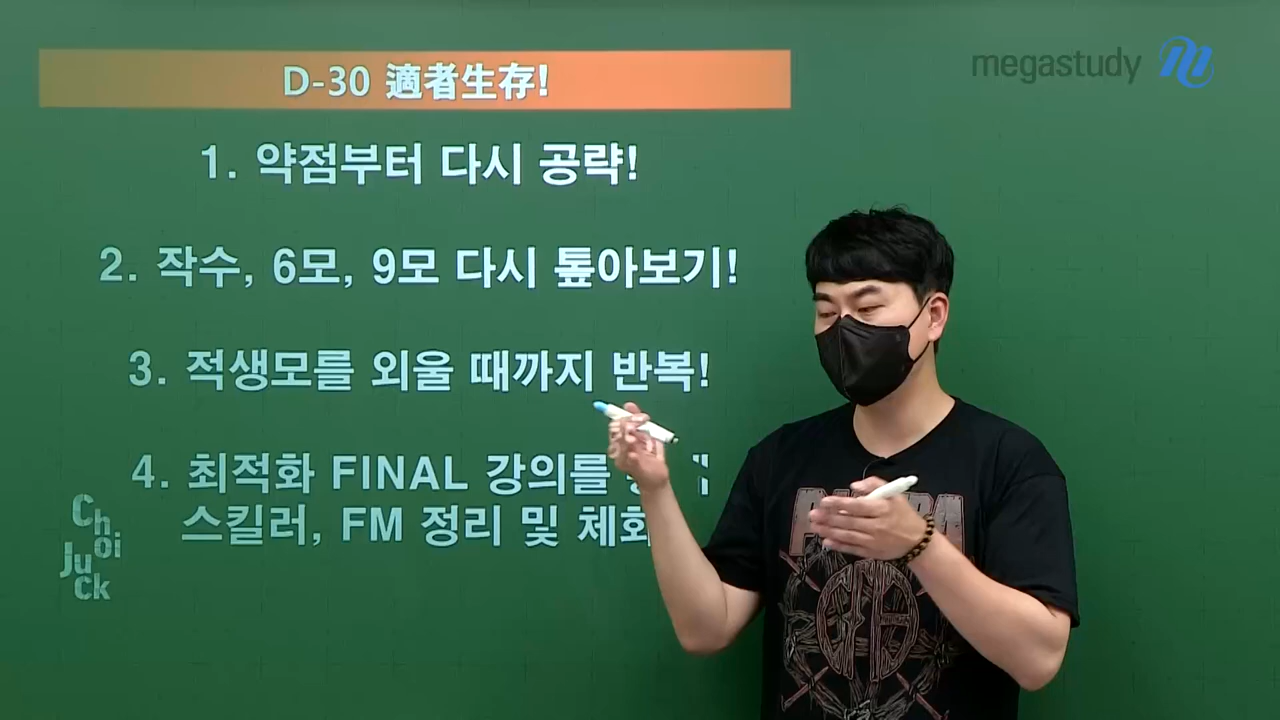 D-30 適者生存!
megastudy
1. 약점부터 다시 공략!
2. 작수, 6모, 9모 다시 톺아보기!
3. 적생모를 외울 때까지 반복!
4. 최적화 FINAL 강의를
스킬러, FM 정리 및 체화
Choi
Juck